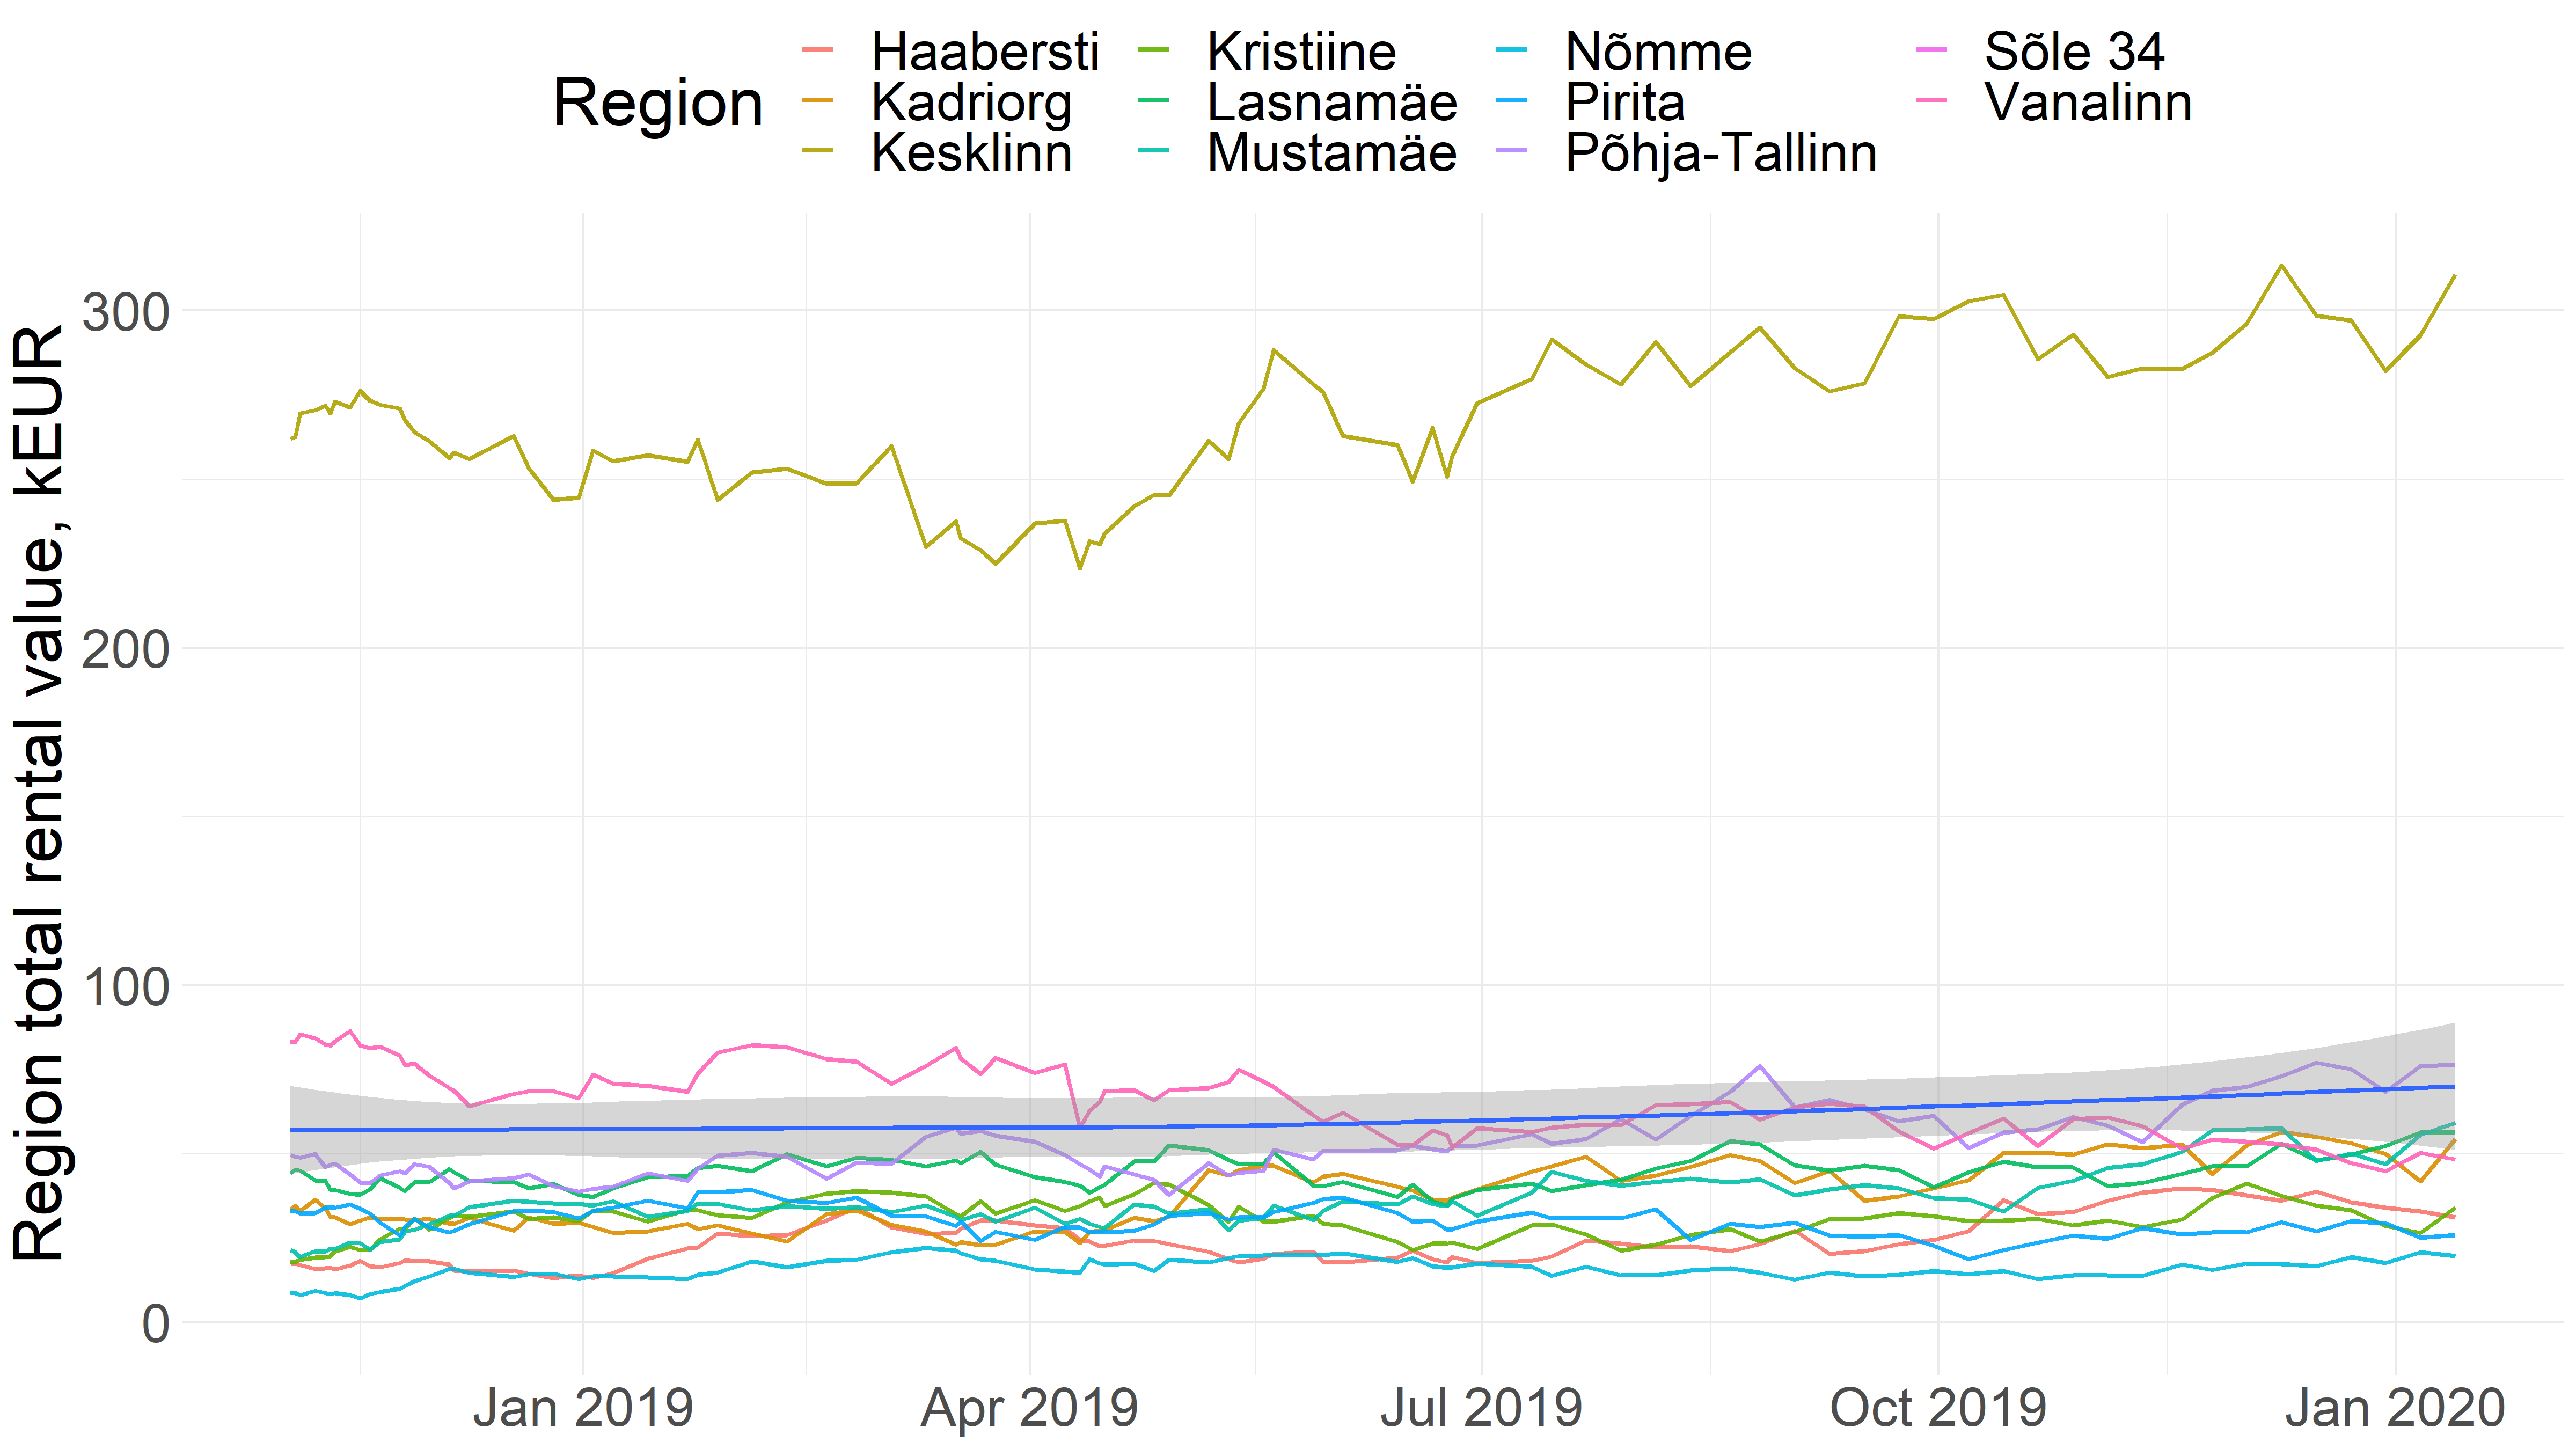 Region
Haabersti Kristiine Nõmme Sõle 34
Kadriorg Lasnamäe Pirita Vanalinn
Kesklinn Mustamäe Põhja-Tallinn
Region total rental value, kEUR
300
200
100
0
Jan 2019 Apr 2019 Jul 2019 Oct 2019 Jan 2020